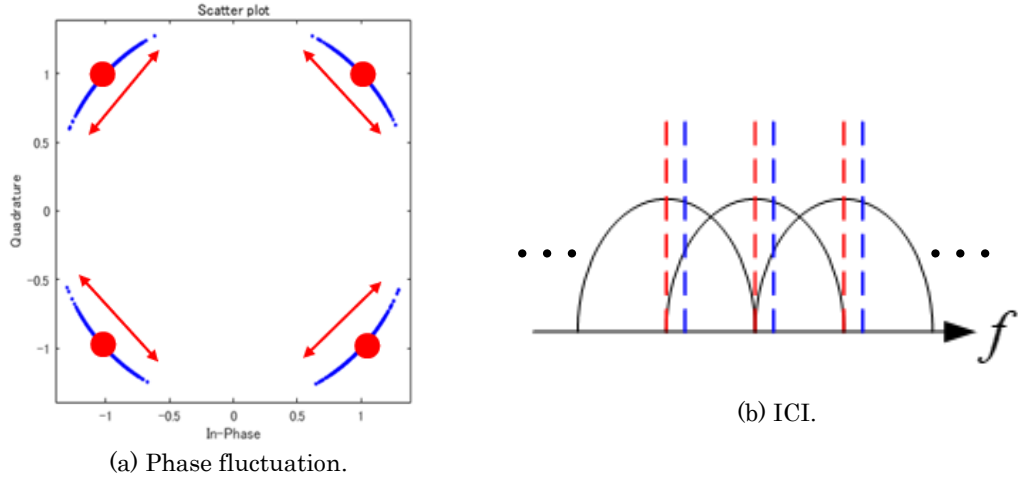 Scatter plot
1
0.5
0
-0.5
-1
Quadrature
-1 -0.5 0 0.5 1
In-Phase
(a) Phase fluctuation.
• • •
• • •
f
(b) ICI.